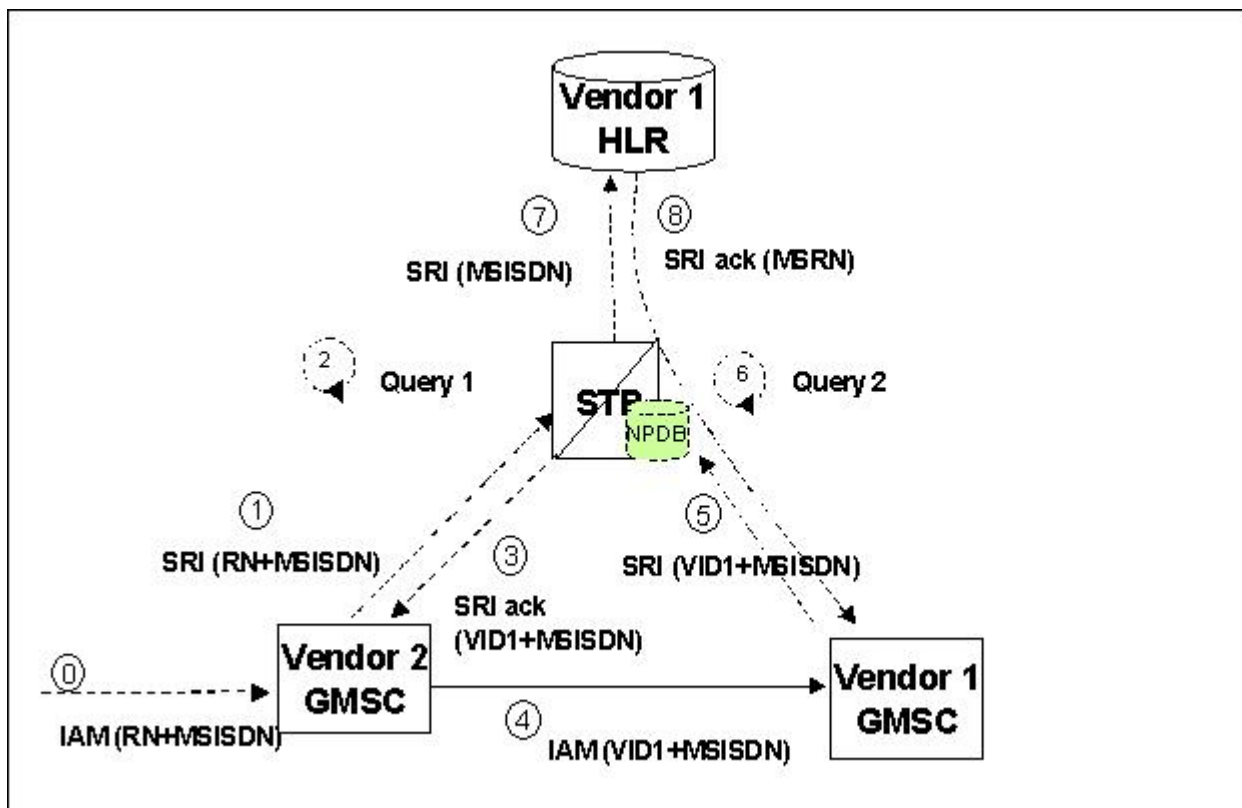 Vendor 1
HLR
7
8
SRI (MSISDN)
SRI ack (MSRN)
2
Query 1
STP
NPDB
6
Query 2
1
SRI (RN+MSISDN)
3
SRI ack
(VID1+MSISDN)
5
SRI (VID1+MSISDN)
0
IAM (RN+MSISDN)
Vendor 2
GMSC
4
IAM (VID1+MSISDN)
Vendor 1
GMSC